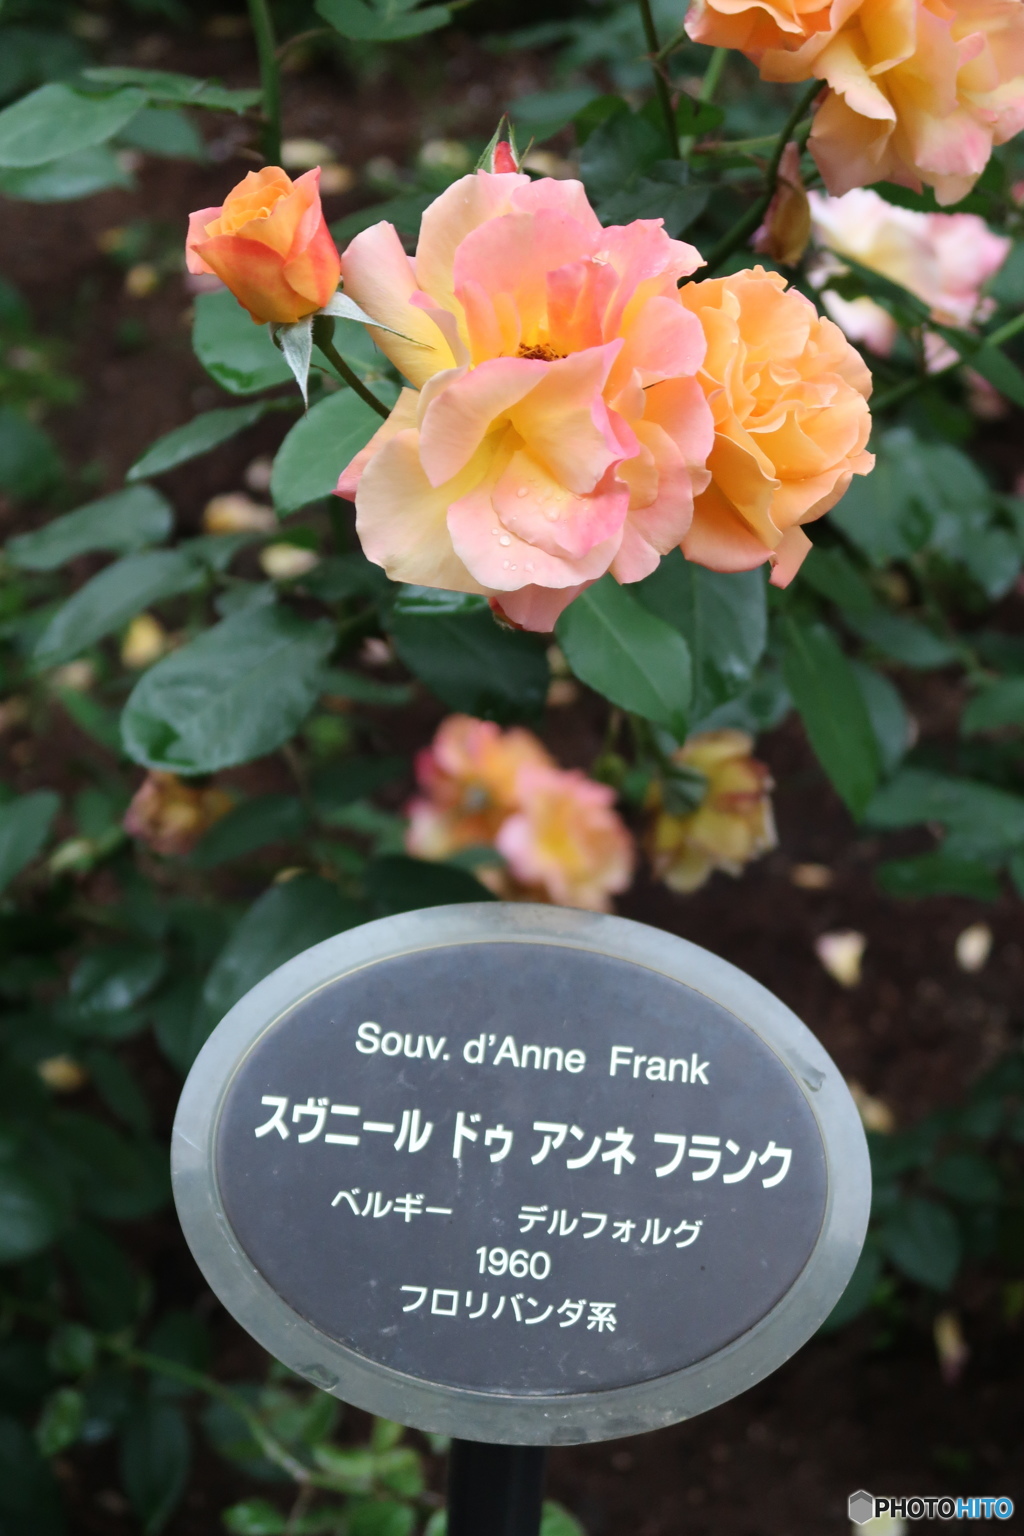 Souv. d'Anne Frank
スヴニール ドゥ アンネ フランク
ベルギー デルフォルグ
1960
フロリバンダ系
PHOTOHITO